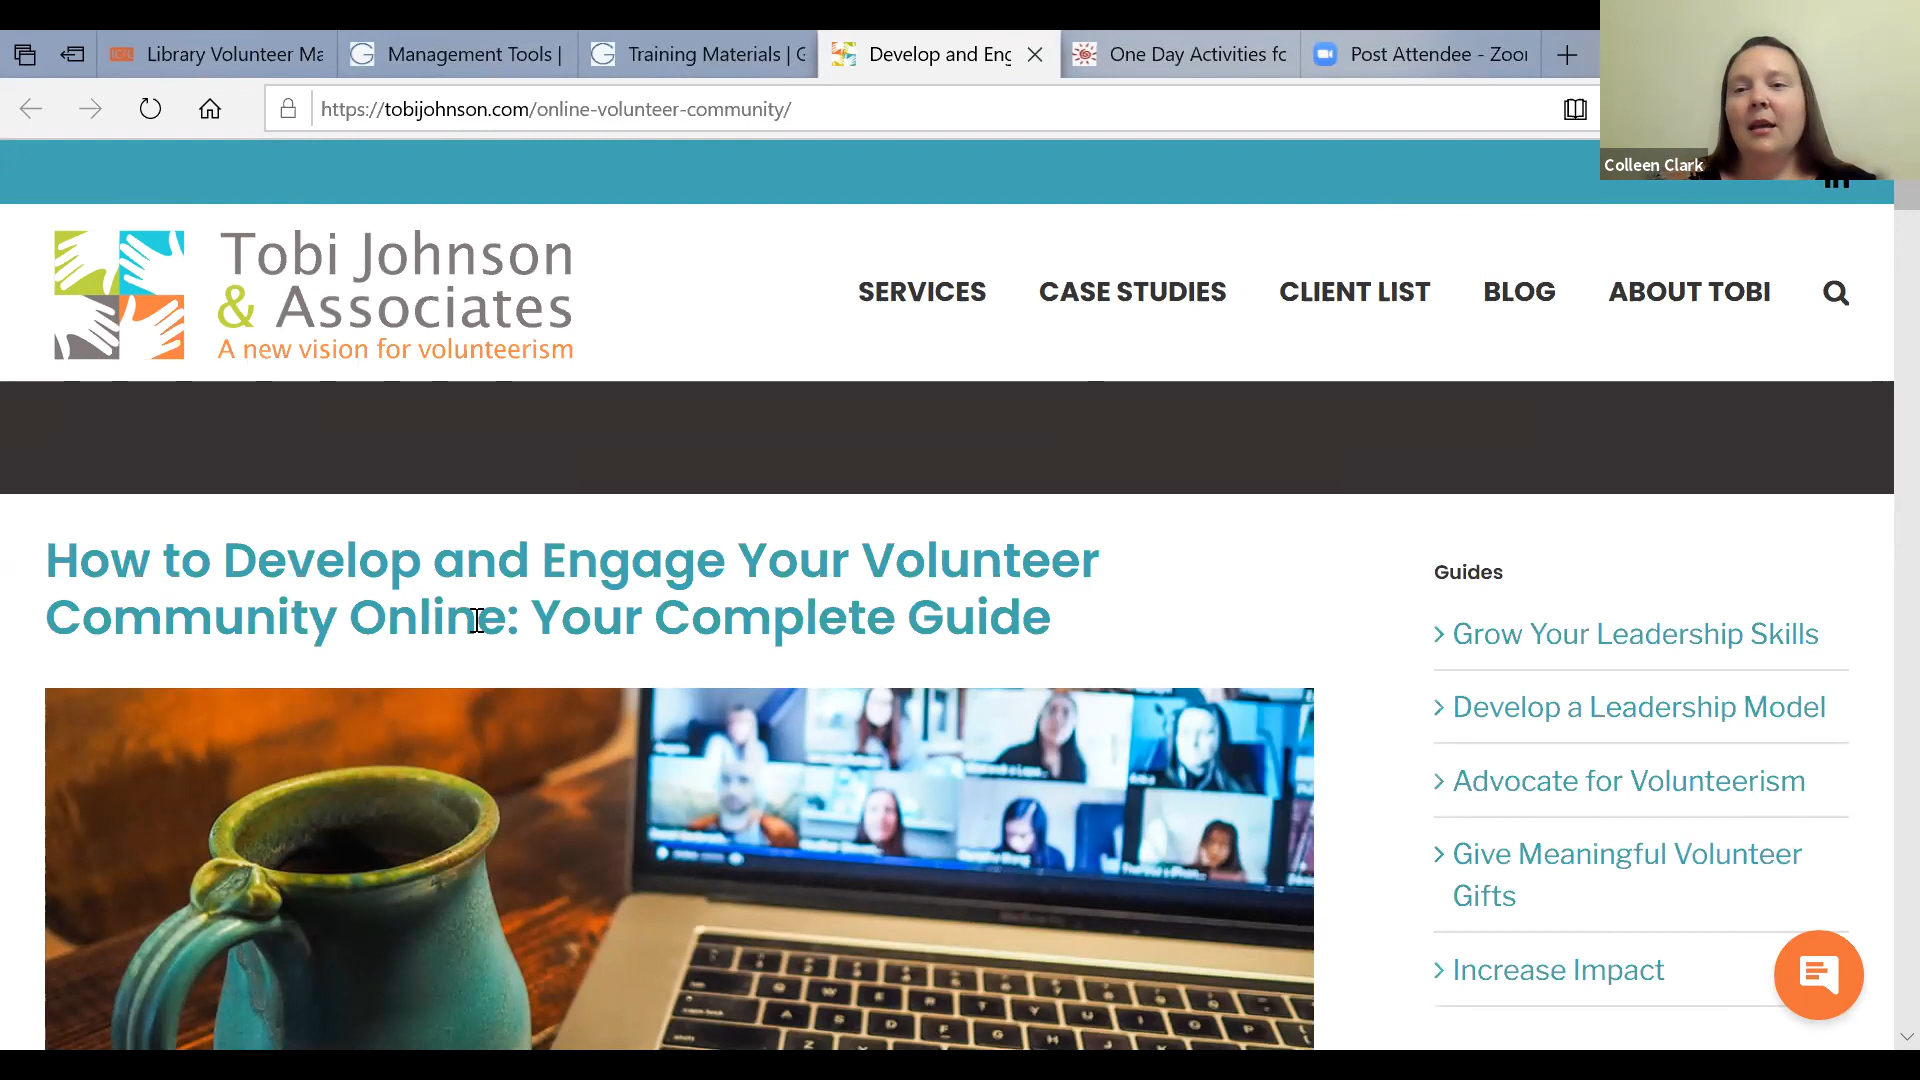 Library Volunteer Ma
Management Tools |
Training Materials | G
Develop and Eng
One Day Activities fo
Post Attendee - Zoor
https://tobijohnson.com/online-volunteer-community/
Colleen Clark
in
Tobi Johnson
& Associates
A new vision for volunteerism
SERVICES
CASE STUDIES
CLIENT LIST
BLOG
ABOUT TOBI
How to Develop and Engage Your Volunteer
Community Online: Your Complete Guide
Guides
Grow Your Leadership Skills
Develop a Leadership Model
Advocate for Volunteerism
Give Meaningful Volunteer
Gifts
Increase Impact